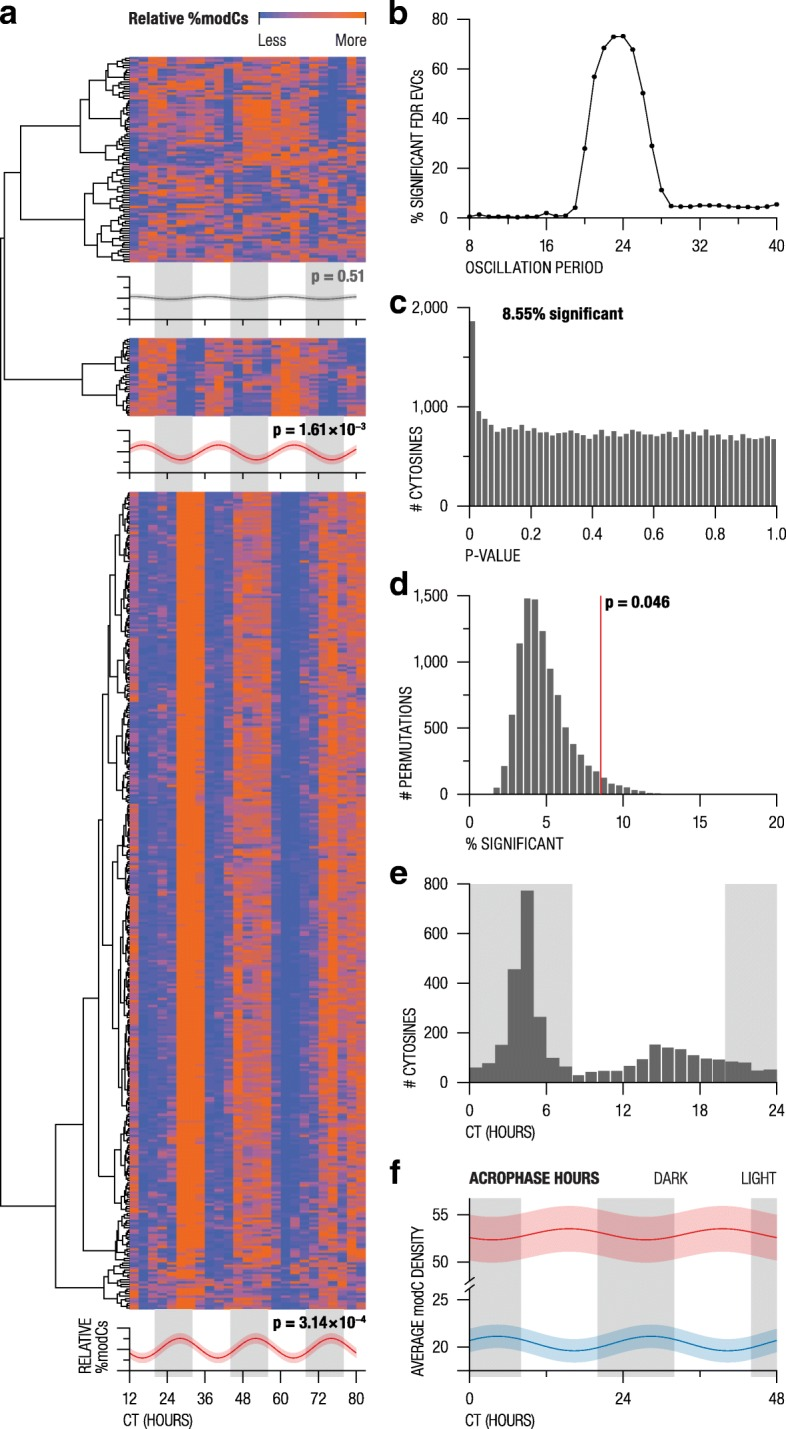 a
Relative %modCs
Less More
p = 0.51
p = 1.61×10–3
p = 3.14×10–4
RELATIVE
%modCs
12 24 36 48 60 72 80
CT (HOURS)
b
% SIGNIFICANT FDR EVCs
80
60
40
20
0
8 16 24 32 40
OSCILLATION PERIOD
c
8.55% significant
# CYTOSINES
2,000
1,000
0
0 0.2 0.4 0.6 0.8 1.0
P-VALUE
d
p = 0.046
# PERMUTATIONS
1,500
1,000
500
0
0 5 10 15 20
% SIGNIFICANT
e
# CYTOSINES
800
600
400
200
0
0 6 12 18 24
CT (HOURS)
f
ACROPHASE HOURS DARK LIGHT
AVERAGE modC DENSITY
55
50
25
20
0 24 48
CT (HOURS)